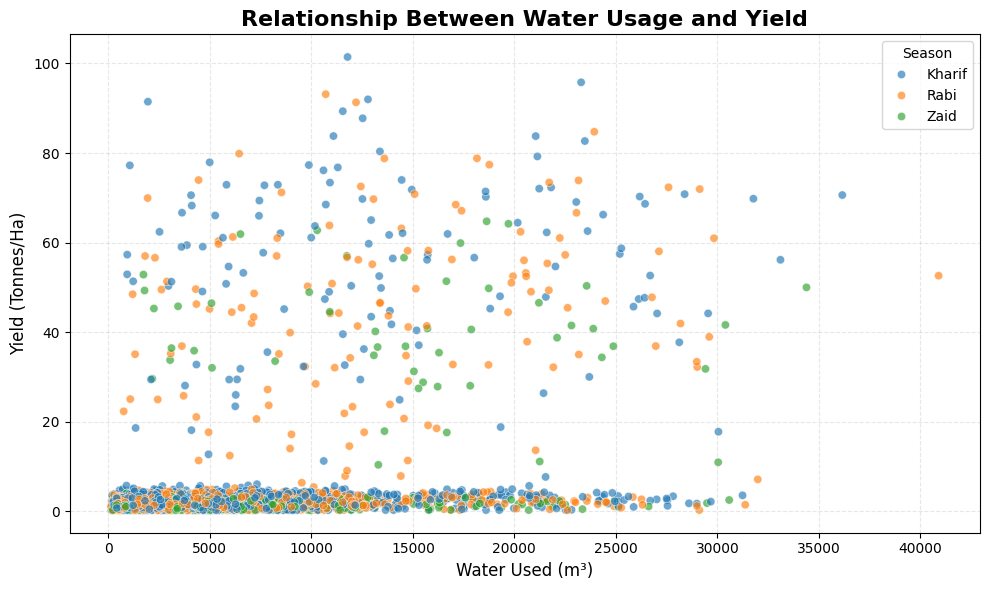 Relationship Between Water Usage and Yield
Season
Kharif
Rabi
Zaid
Yield (Tonnes/Ha)
100
80
60
40
20
0
0 5000 10000 15000 20000 25000 30000 35000 40000
Water Used (m³)